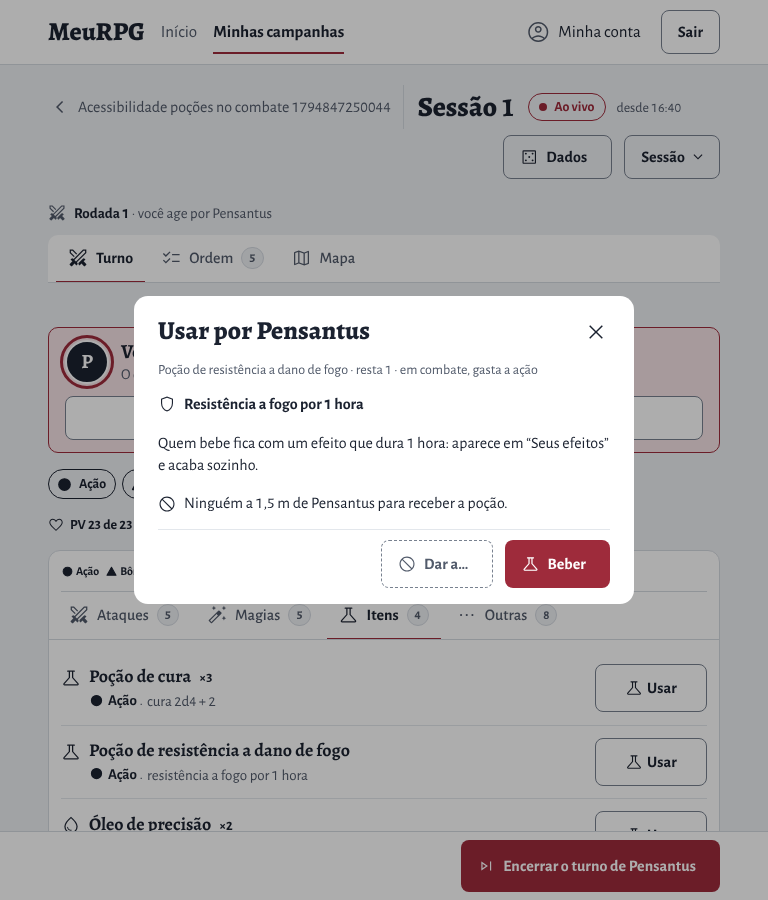 MeuRPG Início Minhas campanhas Minha conta Sair
Acessibilidade poções no combate 1794847250044 Sessão 1 Ao vivo desde 16:40
Dados Sessão
Rodada 1 · você age por Pensantus
Turno Ordem 5 Mapa
Usar por Pensantus
P
Poção de resistência a dano de fogo · resta 1 · em combate, gasta a ação
Resistência a fogo por 1 hora
Quem bebe fica com um efeito que dura 1 hora: aparece em “Seus efeitos”
e acaba sozinho.
Ação
Ninguém a 1,5 m de Pensantus para receber a poção.
PV 23 de 23
Dar a... Beber
Ação
Ataques 5 Magias 5 Itens 4 Outras 8
Poção de cura ×3
Ação . cura 2d4 + 2
Usar
Poção de resistência a dano de fogo
Ação . resistência a fogo por 1 hora
Usar
Óleo de precisão ×2
Encerrar o turno de Pensantus